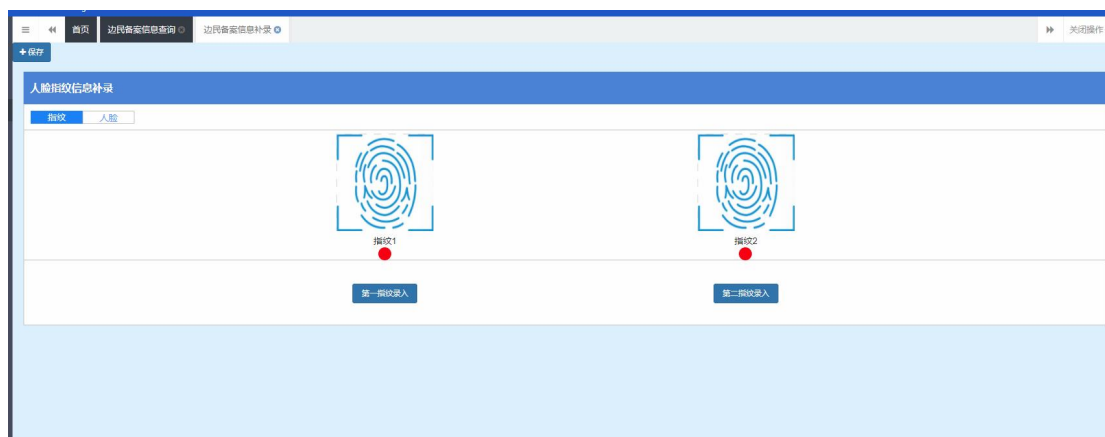 首页 边民备案信息查询 边民备案信息补录 关闭操作
保存
人脸指纹信息补录
指纹 人脸
指纹1 指纹2
第一指纹录入 第二指纹录入